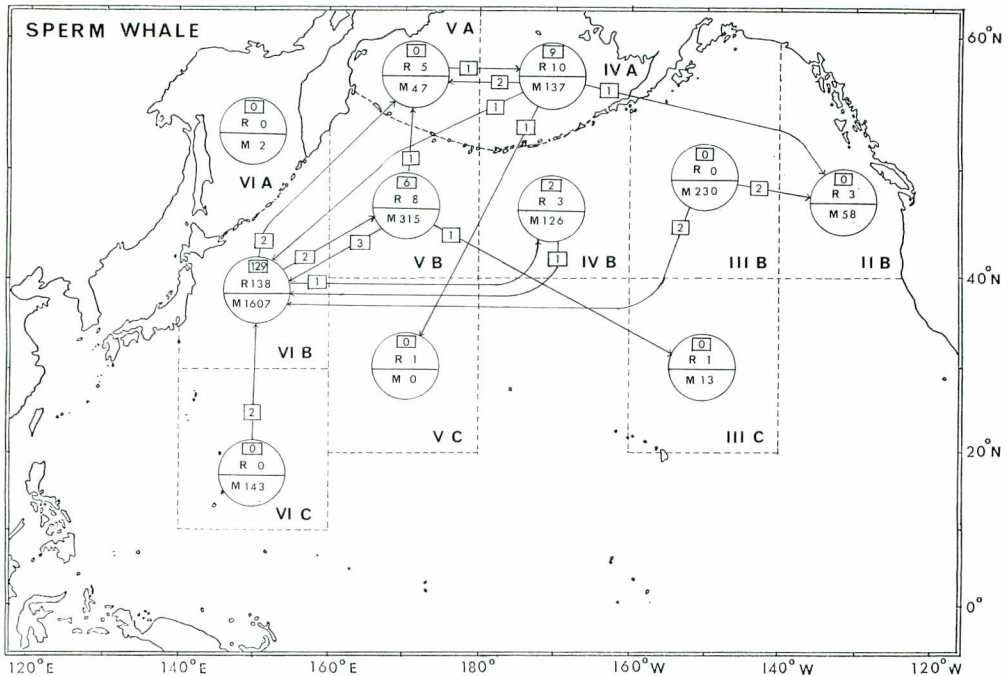 SPERM WHALE
V A
60°N
0
R 5
M 47
1
2
9
R 10
M 137
IV A
1
1
1
0
R 0
M 2
VI A
1
6
R 8
M 315
2
R 3
M 126
0
R 0
M 230
2
0
R 3
M 58
2
2
3
1
2
V B
IV B
1
III B
II B
40°N
129
R 138
M 1607
1
VI B
0
R 1
M 0
0
R 1
M 13
2
V C
III C
20°N
0
R 0
M 143
VI C
0°
120°E
140°E
160°E
180°
160°W
140°W
120°W